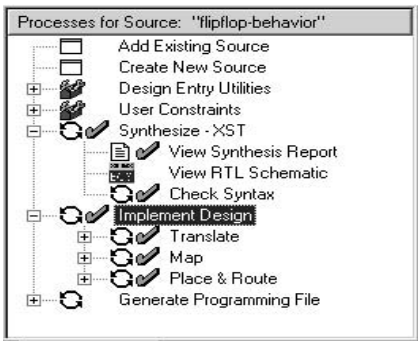 Processes for Source: "flipflop-behavior"
Add Existing Source
Create New Source
Design Entry Utilities
User Constraints
Synthesize - XST
View Synthesis Report
View RTL Schematic
Check Syntax
Implement Design
Translate
Map
Place & Route
Generate Programming File